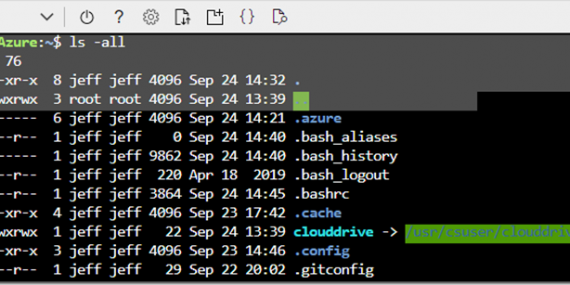 Azure:~$ ls -all
76
-xr-x 8 jeff jeff 4096 Sep 24 14:32 .
wxrwx 3 root root 4096 Sep 24 13:39 ..
----- 6 jeff jeff 4096 Sep 24 14:21 .azure
--r-- 1 jeff jeff 0 Sep 24 14:40 .bash_aliases
----- 1 jeff jeff 9862 Sep 24 14:40 .bash_history
--r-- 1 jeff jeff 220 Apr 18 2019 .bash_logout
--r-- 1 jeff jeff 3864 Sep 24 14:45 .bashrc
-xr-x 4 jeff jeff 4096 Sep 23 17:42 .cache
wxrwx 1 jeff jeff 22 Sep 24 13:39 clouddrive -> /usr/csuser/clouddriv
-xr-x 3 jeff jeff 4096 Sep 23 14:46 .config
--r-- 1 jeff jeff 29 Sep 22 20:02 .gitconfig